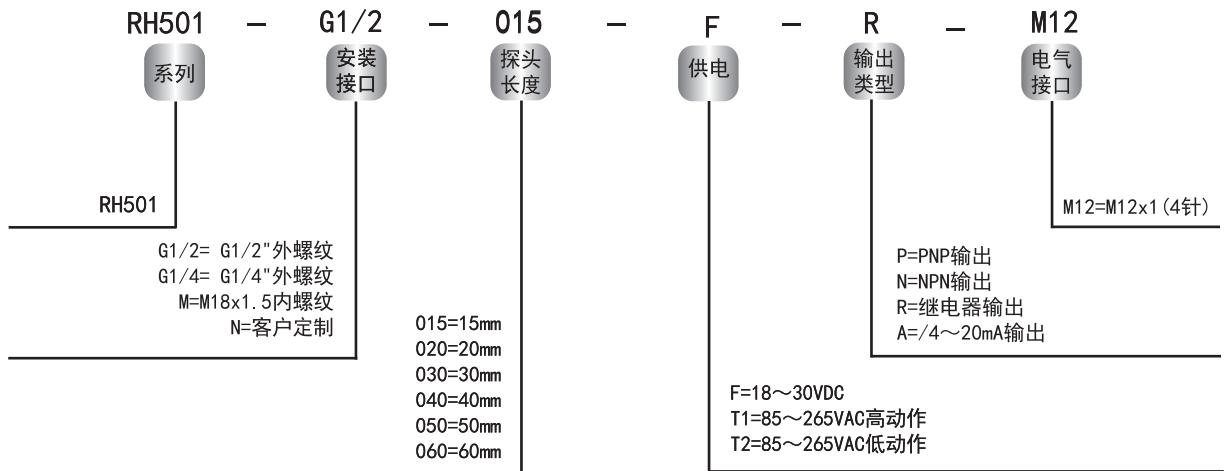 RH501 — G1/2 — 015 — F — R — M12
系列
安装
接口
探头
长度
供电
输出
类型
电气
接口
RH501
G1/2= G1/2"外螺纹
G1/4= G1/4"外螺纹
M=M18x1.5内螺纹
N=客户定制
015=15mm
020=20mm
030=30mm
040=40mm
050=50mm
060=60mm
F=18～30VDC
T1=85～265VAC高动作
T2=85～265VAC低动作
P=PNP输出
N=NPN输出
R=继电器输出
A=/4～20mA输出
M12=M12x1(4针)